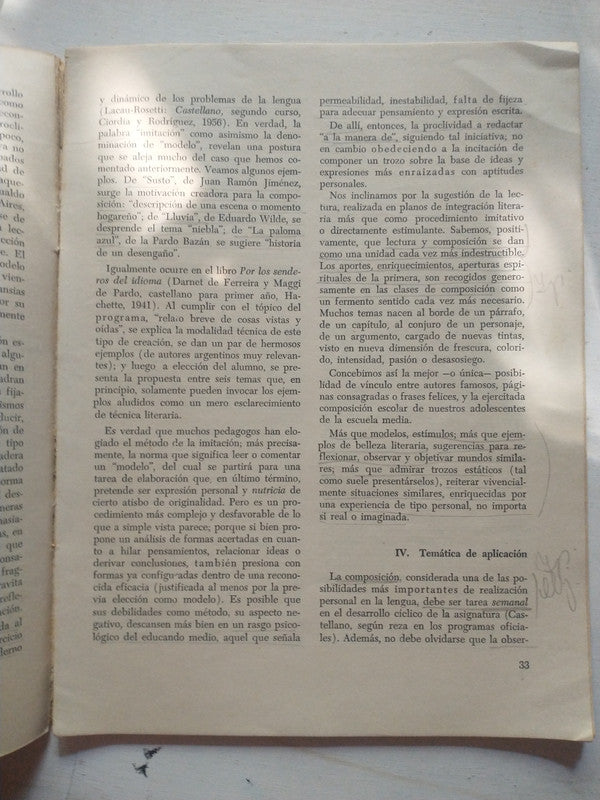 y dinámico de los problemas de la lengua
(Lacau-Rosetti: Castellano, segundo curso,
Ciordia y Rodríguez, 1956). En verdad, la
palabra "imitación" como asimismo la deno-
minación de "modelo", revelan una postura
que se aleja mucho del caso que hemos co-
mentado anteriormente. Veamos algunos ejem-
plos. De "Susto", de Juan Ramón Jiménez,
surge la motivación creadora para la compo-
sición: "descripción de una escena o momento
hogareño"; de "Lluvia", de Eduardo Wilde, se
desprende el tema "niebla"; de "La paloma
azul", de la Pardo Bazán se sugiere "historia
de un desengaño".
Igualmente ocurre en el libro Por los sende-
ros del idioma (Darnet de Ferreira y Maggi
de Pardo, castellano para primer año, Ha-
chette, 1941). Al cumplir con el tópico del
programa, "relato breve de cosas vistas y
oídas", se explica la modalidad técnica de este
tipo de creación, se dan un par de hermosos
ejemplos (de autores argentinos muy relevan-
tes); y luego a elección del alumno, se pre-
senta la propuesta entre seis temas que, en
principio, solamente pueden invocar los ejem-
plos aludidos como un mero esclarecimiento
de técnica literaria.
Es verdad que muchos pedagogos han elo-
giado el método de la imitación; más precisa-
mente, la norma que significa leer o comentar
un "modelo", del cual se partirá para una
tarea de elaboración que, en último término,
pretende ser expresión personal y nutricia de
cierto atisbo de originalidad. Pero es un pro-
cedimiento más complejo y desfavorable de lo
que a simple vista parece; porque si bien pro-
pone un análisis de formas acertadas en cuan-
to a hilar pensamientos, relacionar ideas o
derivar conclusiones, también presiona con
formas ya configuradas dentro de una recono-
cida eficacia (justificada al menos por la pre-
via elección como modelo). Es posible que
sus debilidades como método, su aspecto ne-
gativo, descansen más bien en un rasgo psico-
lógico del educando medio, aquel que señala
permeabilidad, inestabilidad, falta de fijeza
para adecuar pensamiento y expresión escrita.
De allí, entonces, la proclividad a redactar
"a la manera de", siguiendo tal iniciativa; no
en cambio obedeciendo a la incitación de
componer un trozo sobre la base de ideas y
expresiones más enraizadas con aptitudes
personales.
Nos inclinamos por la sugestión de la lec-
tura, realizada en planos de integración litera-
ria más que como procedimiento imitativo
o directamente estimulante. Sabemos, positi-
vamente, que lectura y composición se dan
como una unidad cada vez más indestructible.
Los aportes, enriquecimientos, aperturas espi-
rituales de la primera, son recogidos genero-
samente en las clases de composición como
un fermento sentido cada vez más necesario.
Muchos temas nacen al borde de un párrafo,
de un capítulo, al conjuro de un personaje,
de un argumento, cargado de nuevas tintas,
visto en nueva dimensión de frescura, colori-
do, intensidad, pasión o desasosiego.
Concebimos así la mejor —o única— posibi-
lidad de vínculo entre autores famosos, páginas
consagradas o frases felices, y la ejercitada
composición escolar de nuestros adolescentes
de la escuela media.
Más que modelos, estímulos; más que ejem-
plos de belleza literaria, sugerencias para re-
flexionar, observar y objetivar mundos simila-
res; más que admirar trozos estáticos (tal
como suele presentárselos), reiterar vivencial-
mente situaciones similares, enriquecidas por
una experiencia de tipo personal, no importa
si real o imaginada.
IV. Temática de aplicación
La composición, considerada una de las po-
sibilidades más importantes de realización
personal en la lengua, debe ser tarea semanal
en el desarrollo cíclico de la asignatura (Cas-
tellano, según reza en los programas oficia-
les). Además, no debe olvidarse que la obser-
33